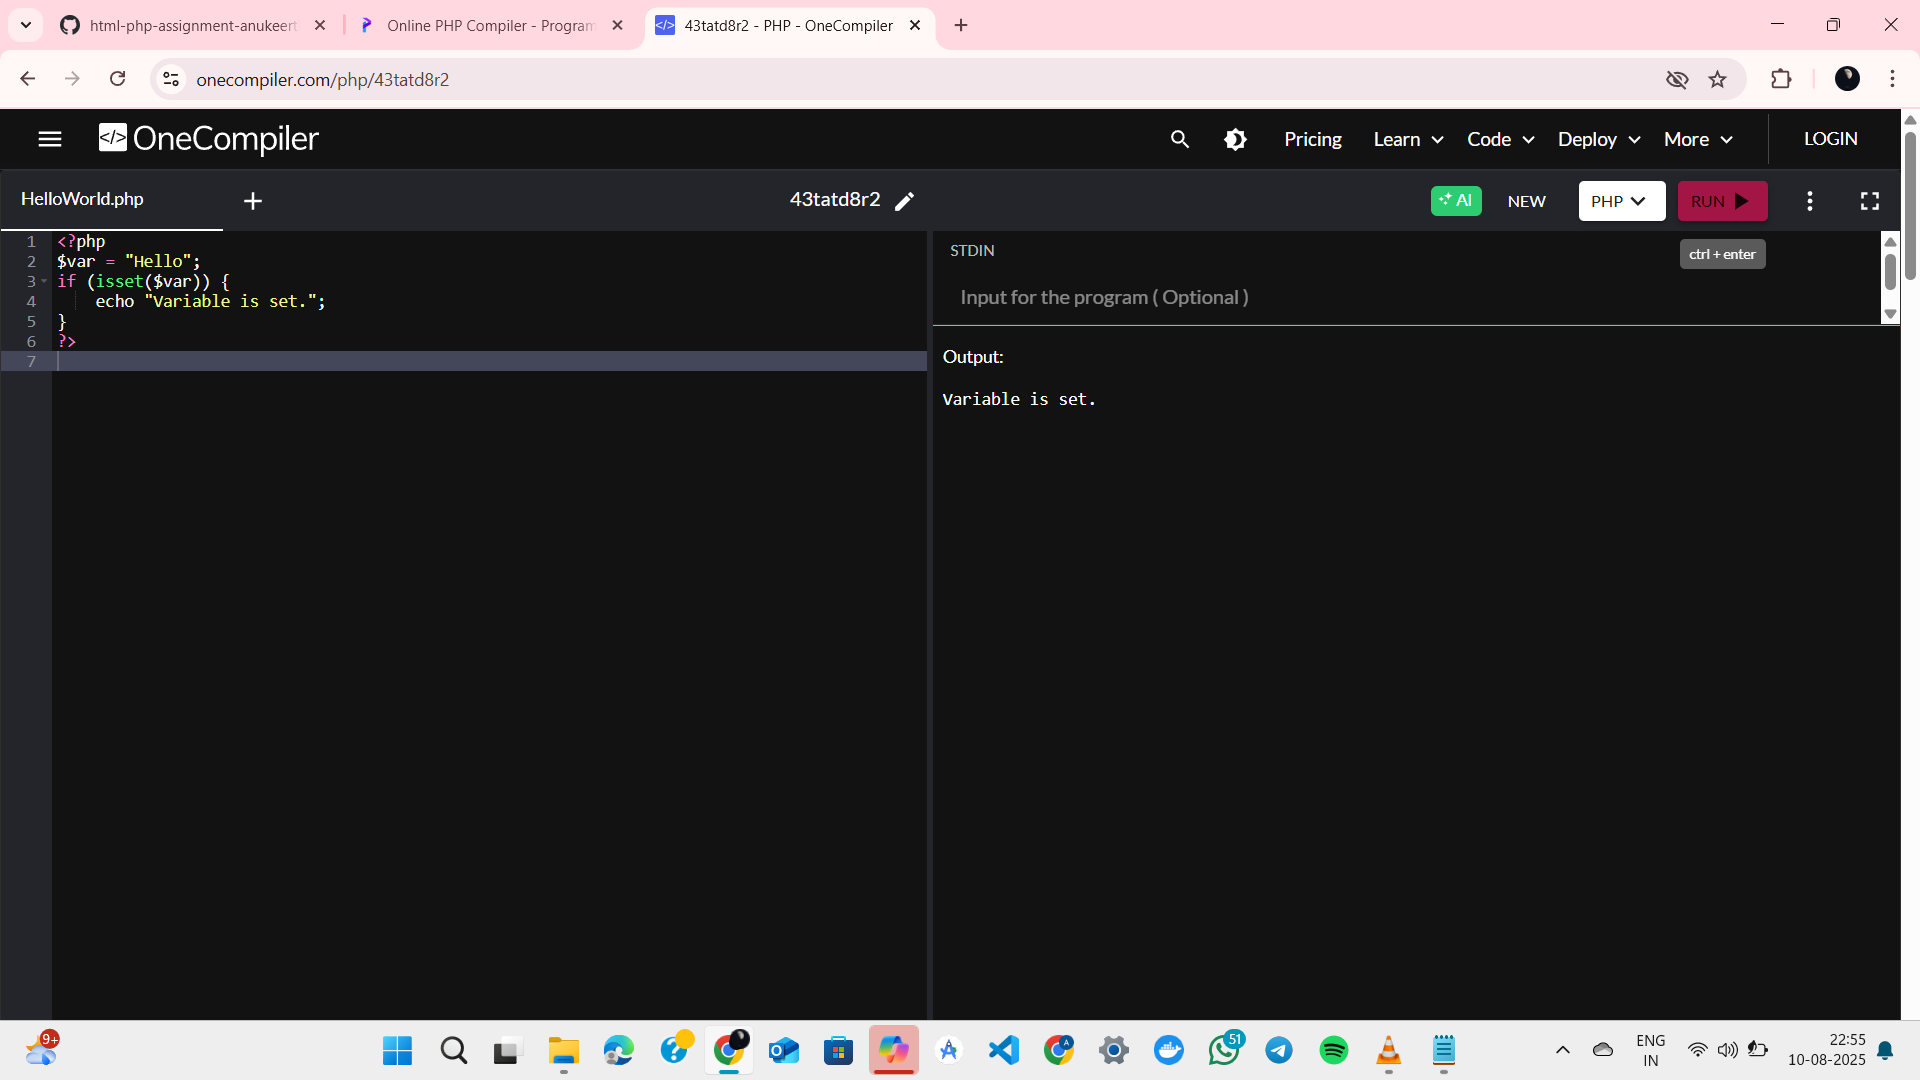 html-php-assignment-anukeert
Online PHP Compiler - Program
43tatd8r2 - PHP - OneCompiler
onecompiler.com/php/43tatd8r2
</> OneCompiler
Pricing
Learn
Code
Deploy
More
LOGIN
HelloWorld.php
43tatd8r2
AI
NEW
PHP
RUN
ctrl + enter
1 <?php
2 $var = "Hello";
3 if (isset($var)) {
4 echo "Variable is set.";
5 }
6 ?>
7
STDIN
Input for the program ( Optional )
Output:
Variable is set.
9+
51
ENG
IN
22:55
10-08-2025